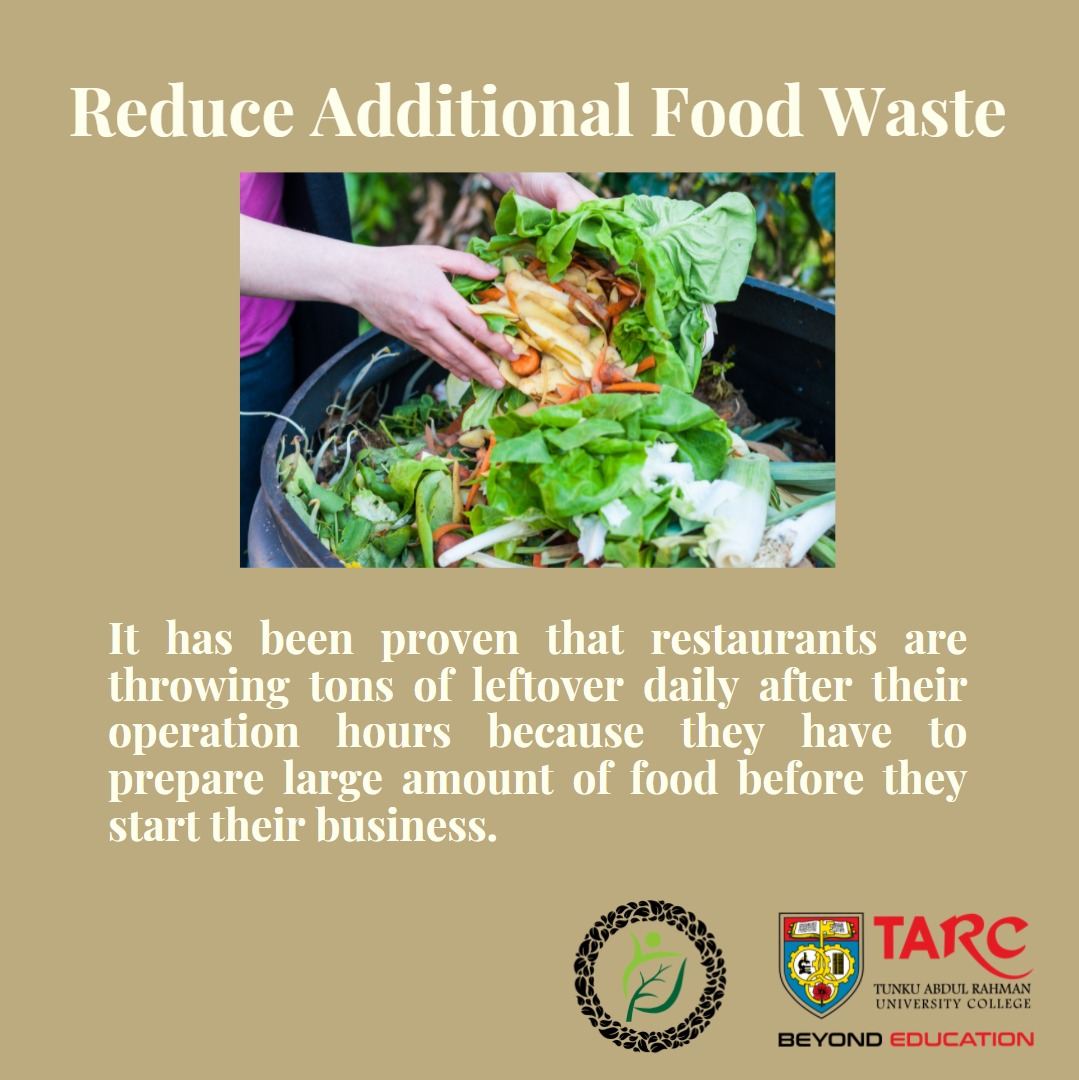 Reduce Additional Food Waste
It has been proven that restaurants are
throwing tons of leftover daily after their
operation hours because they have to
prepare large amount of food before they
start their business.
TARC
TUNKU ABDUL RAHMAN
UNIVERSITY COLLEGE
BEYOND EDUCATION